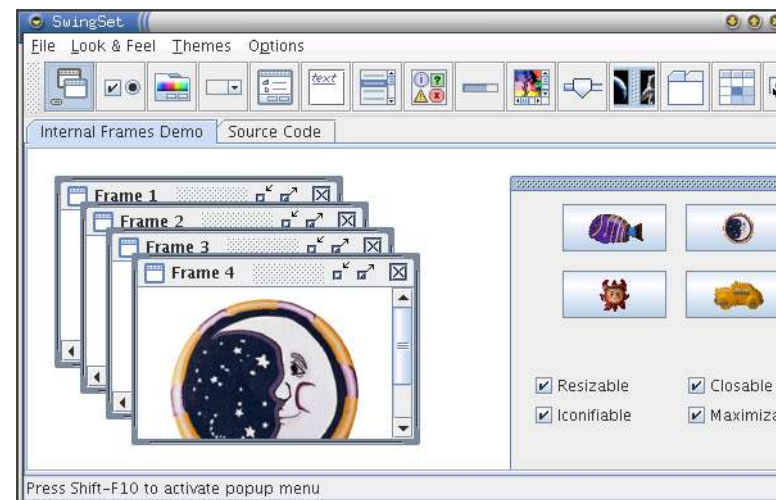 SwingSet
File Look & Feel Themes Options
text
Internal Frames Demo Source Code
Frame 1
Frame 2
Frame 3
Frame 4
Resizable Closable
Iconifiable
Press Shift-F10 to activate popup menu